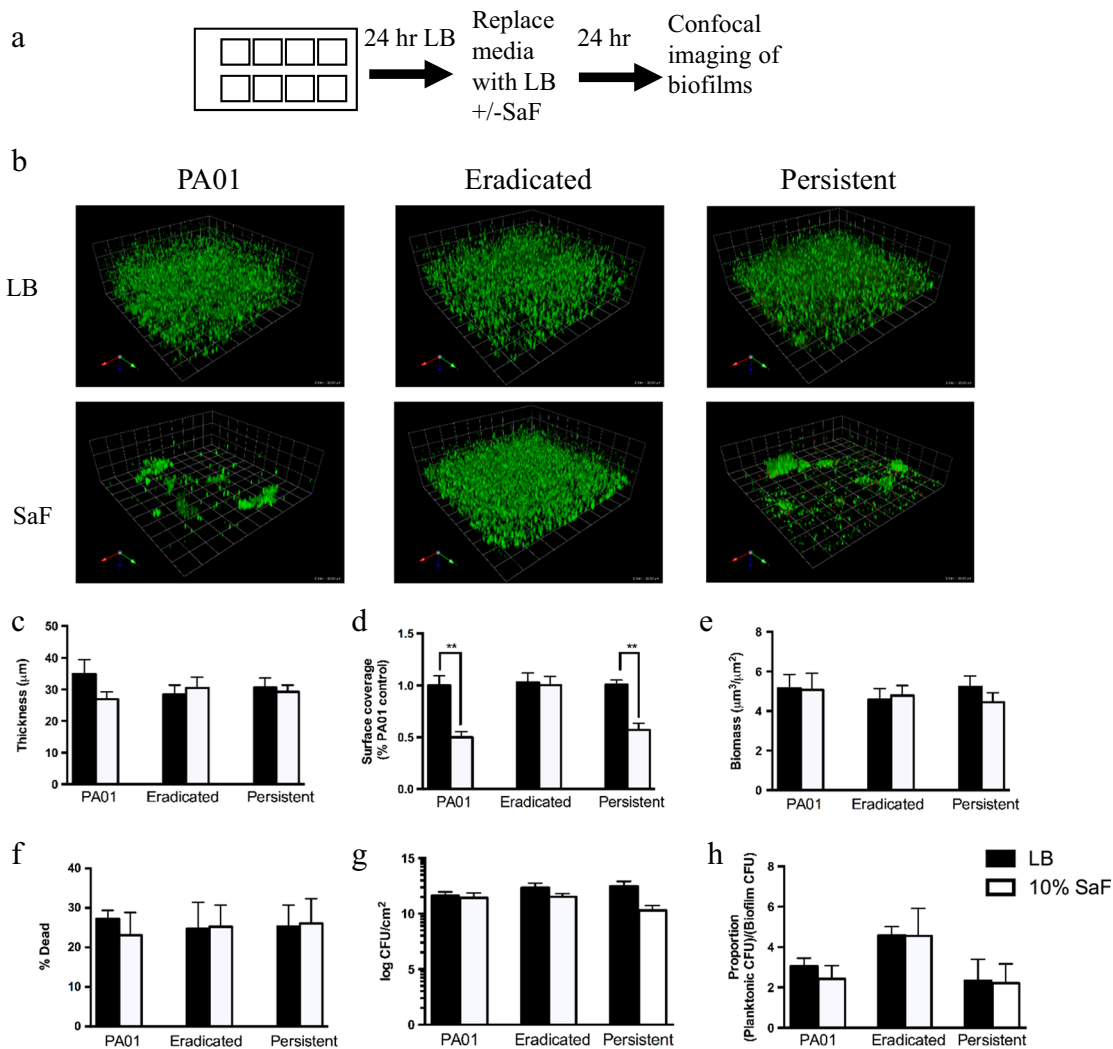 a
24 hr LB
Replace
media
with LB
+/-SaF
24 hr
Confocal
imaging of
biofilms
b
PA01
Eradicated
Persistent
LB
SaF
c
Thickness (μm)
50
40
30
20
10
0
PA01
Eradicated
Persistent
d
Surface coverage
(% PA01 control)
1.5
1.0
0.5
0.0
**
**
PA01
Eradicated
Persistent
e
Biomass (μm³/μm²)
8
6
4
2
0
PA01
Eradicated
Persistent
f
% Dead
40
30
20
10
0
PA01
Eradicated
Persistent
g
log CFU/cm²
15
12
5
0
PA01
Eradicated
Persistent
h
Proportion
(Planktonic CFU)/(Biofilm CFU)
8
6
4
2
0
PA01
Eradicated
Persistent
LB
10% SaF